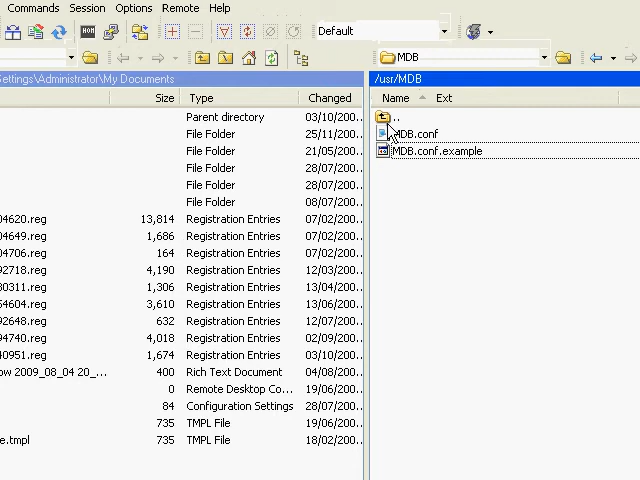 Commands Session Options Remote Help
Default
MDB
Settings\Administrator\My Documents
/usr/MDB
Size Type Changed
Name Ext
Parent directory 03/10/200...
..
File Folder 25/11/200...
MDB.conf
File Folder 21/05/200...
MDB.conf.example
File Folder 28/07/200...
File Folder 28/07/200...
File Folder 08/07/200...
04620.reg 13,814 Registration Entries 07/02/200...
04649.reg 1,686 Registration Entries 07/02/200...
04706.reg 164 Registration Entries 07/02/200...
92718.reg 4,190 Registration Entries 12/03/200...
80311.reg 1,306 Registration Entries 13/04/200...
54604.reg 3,610 Registration Entries 13/06/200...
92648.reg 632 Registration Entries 12/07/200...
94740.reg 4,018 Registration Entries 02/09/200...
40951.reg 1,674 Registration Entries 03/10/200...
ow 2009_08_04 20_... 400 Rich Text Document 04/08/200...
0 Remote Desktop Co... 19/06/200...
84 Configuration Settings 28/07/200...
735 TMPL File 19/06/200...
e.tmpl 735 TMPL File 18/02/200...